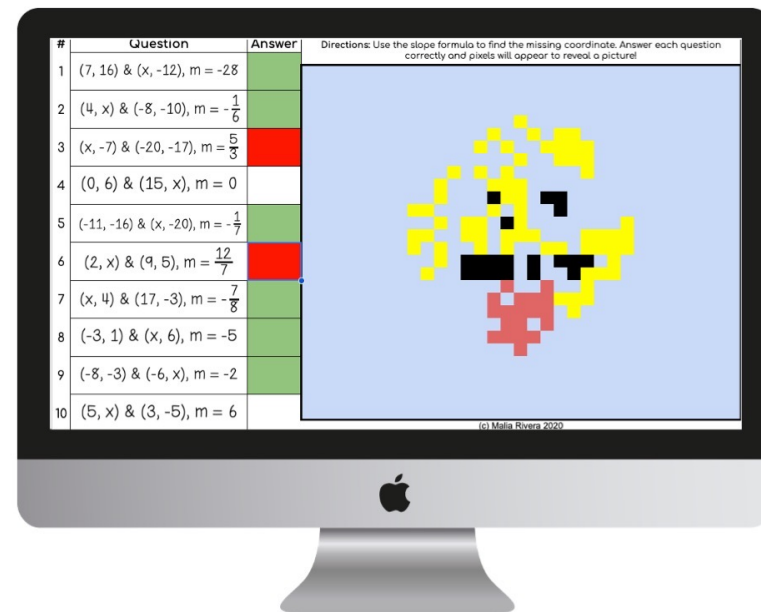 # Question Answer Directions: Use the slope formula to find the missing coordinate. Answer each question
correctly and pixels will appear to reveal a picture!
1 (7, 16) & (x, -12), m = -28
2 (4, x) & (-8, -10), m = -1/6
3 (x, -7) & (-20, -17), m = 5/3
4 (0, 6) & (15, x), m = 0
5 (-11, -16) & (x, -20), m = -1/7
6 (2, x) & (9, 5), m = 12/7
7 (x, 4) & (17, -3), m = -7/8
8 (-3, 1) & (x, 6), m = -5
9 (-8, -3) & (-6, x), m = -2
10 (5, x) & (3, -5), m = 6
(c) Malia Rivera 2020